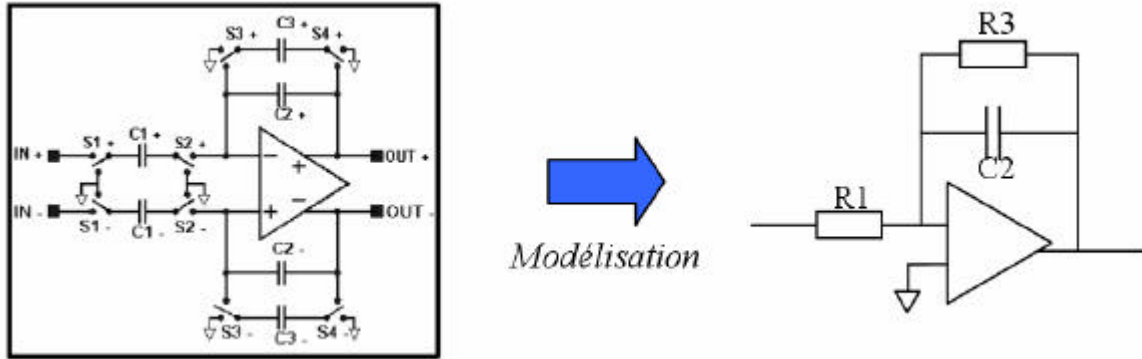 C3 +
S3 + S4 +
C2 +
S1 + C1 + S2 +
IN + OUT +
− +
+ −
IN - OUT -
S1 - C1 - S2 -
C2 -
S3 - C3 - S4 -
Modélisation
R3
C2
R1